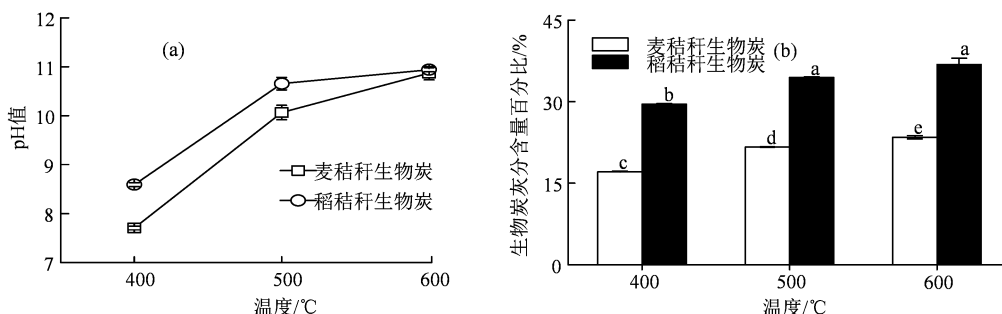 12
11
10
9
8
7
pH值
(a)
麦秸秆生物炭
稻秸秆生物炭
400
500
600
温度/℃
45
30
15
0
生物炭灰分含量百分比/%
麦秸秆生物炭
稻秸秆生物炭
(b)
c
b
d
a
e
a
400
500
600
温度/℃